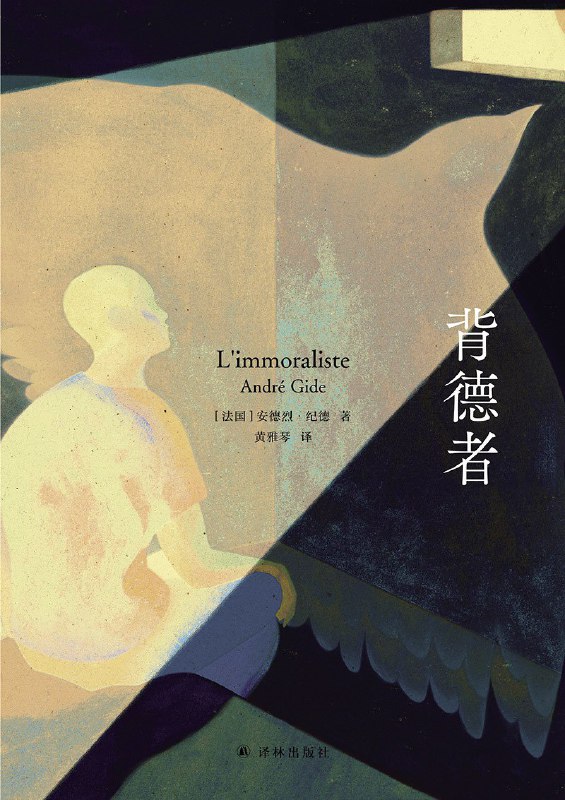 背德者
L'immoraliste
André Gide
[法国]安德烈·纪德 著
黄雅琴 译
译林出版社